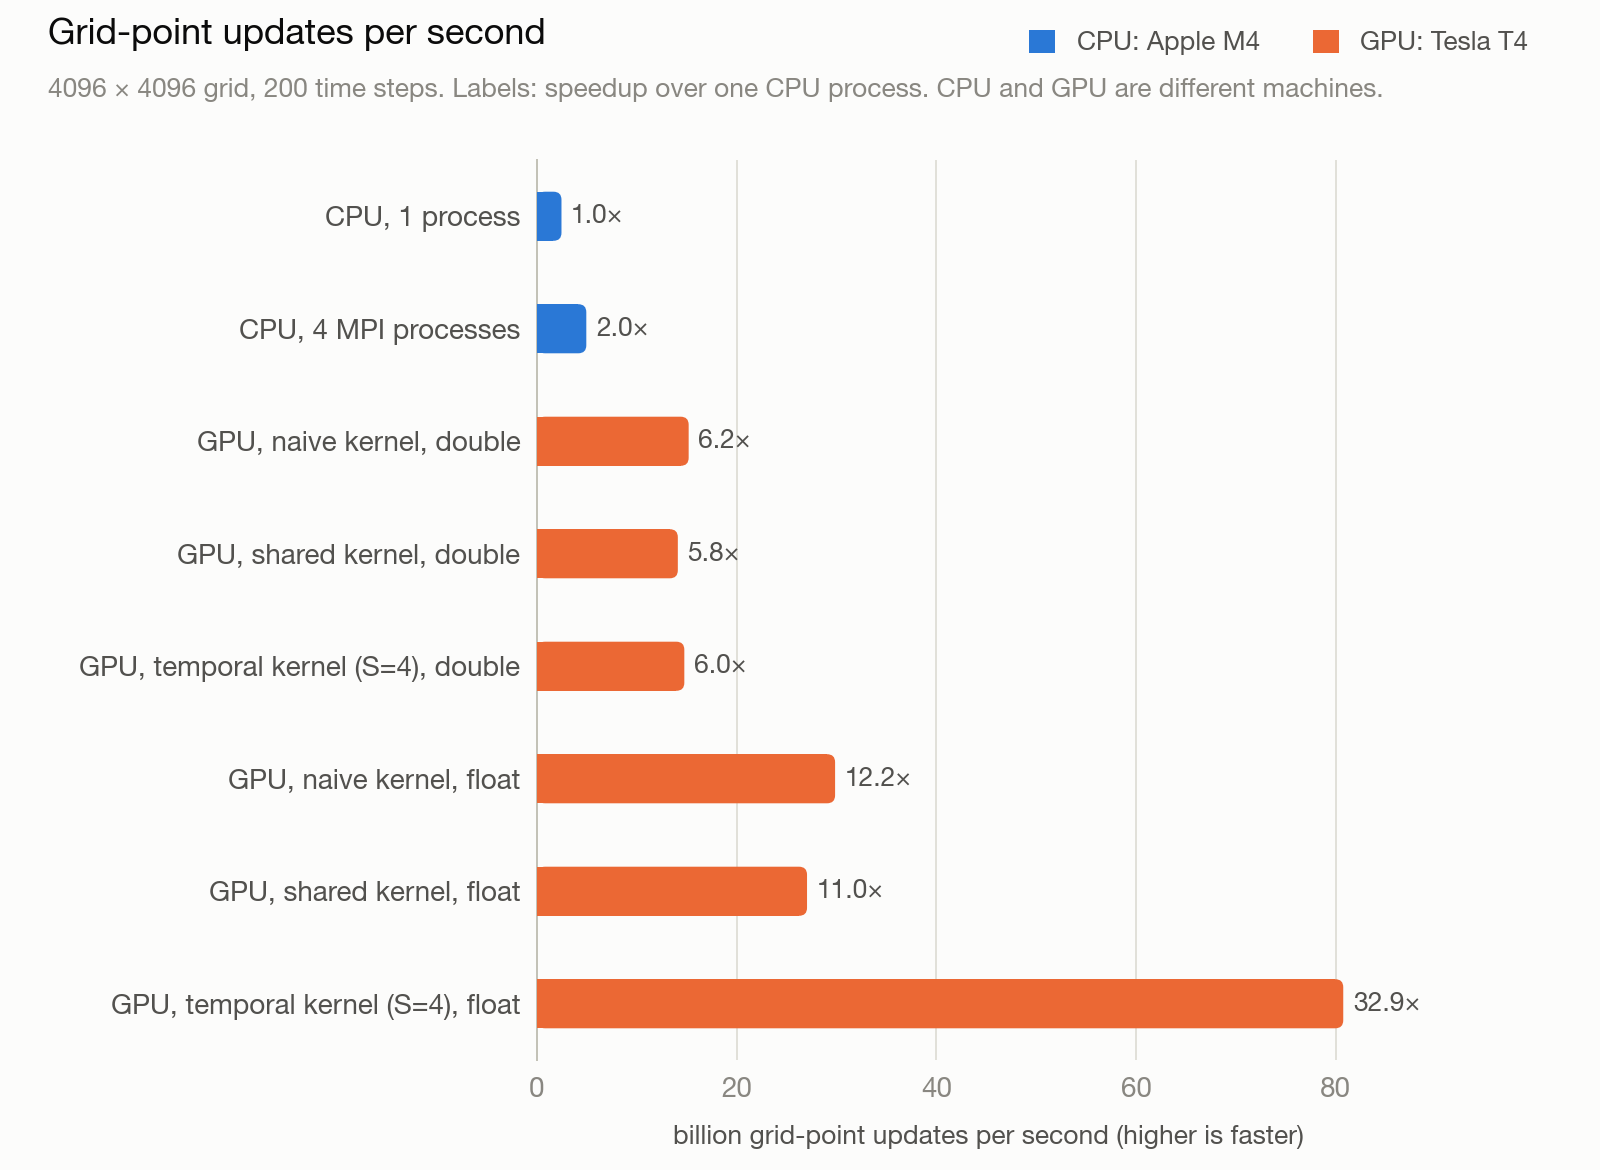 Grid-point updates per second
CPU: Apple M4
GPU: Tesla T4
4096 × 4096 grid, 200 time steps. Labels: speedup over one CPU process. CPU and GPU are different machines.
CPU, 1 process 1.0×
CPU, 4 MPI processes 2.0×
GPU, naive kernel, double 6.2×
GPU, shared kernel, double 5.8×
GPU, temporal kernel (S=4), double 6.0×
GPU, naive kernel, float 12.2×
GPU, shared kernel, float 11.0×
GPU, temporal kernel (S=4), float 32.9×
0 20 40 60 80
billion grid-point updates per second (higher is faster)